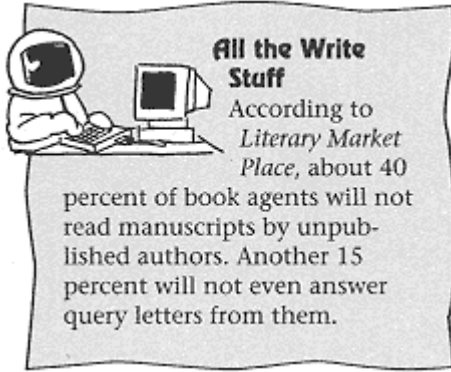 All the Write
Stuff
According to
Literary Market
Place, about 40
percent of book agents will not
read manuscripts by unpub-
lished authors. Another 15
percent will not even answer
query letters from them.